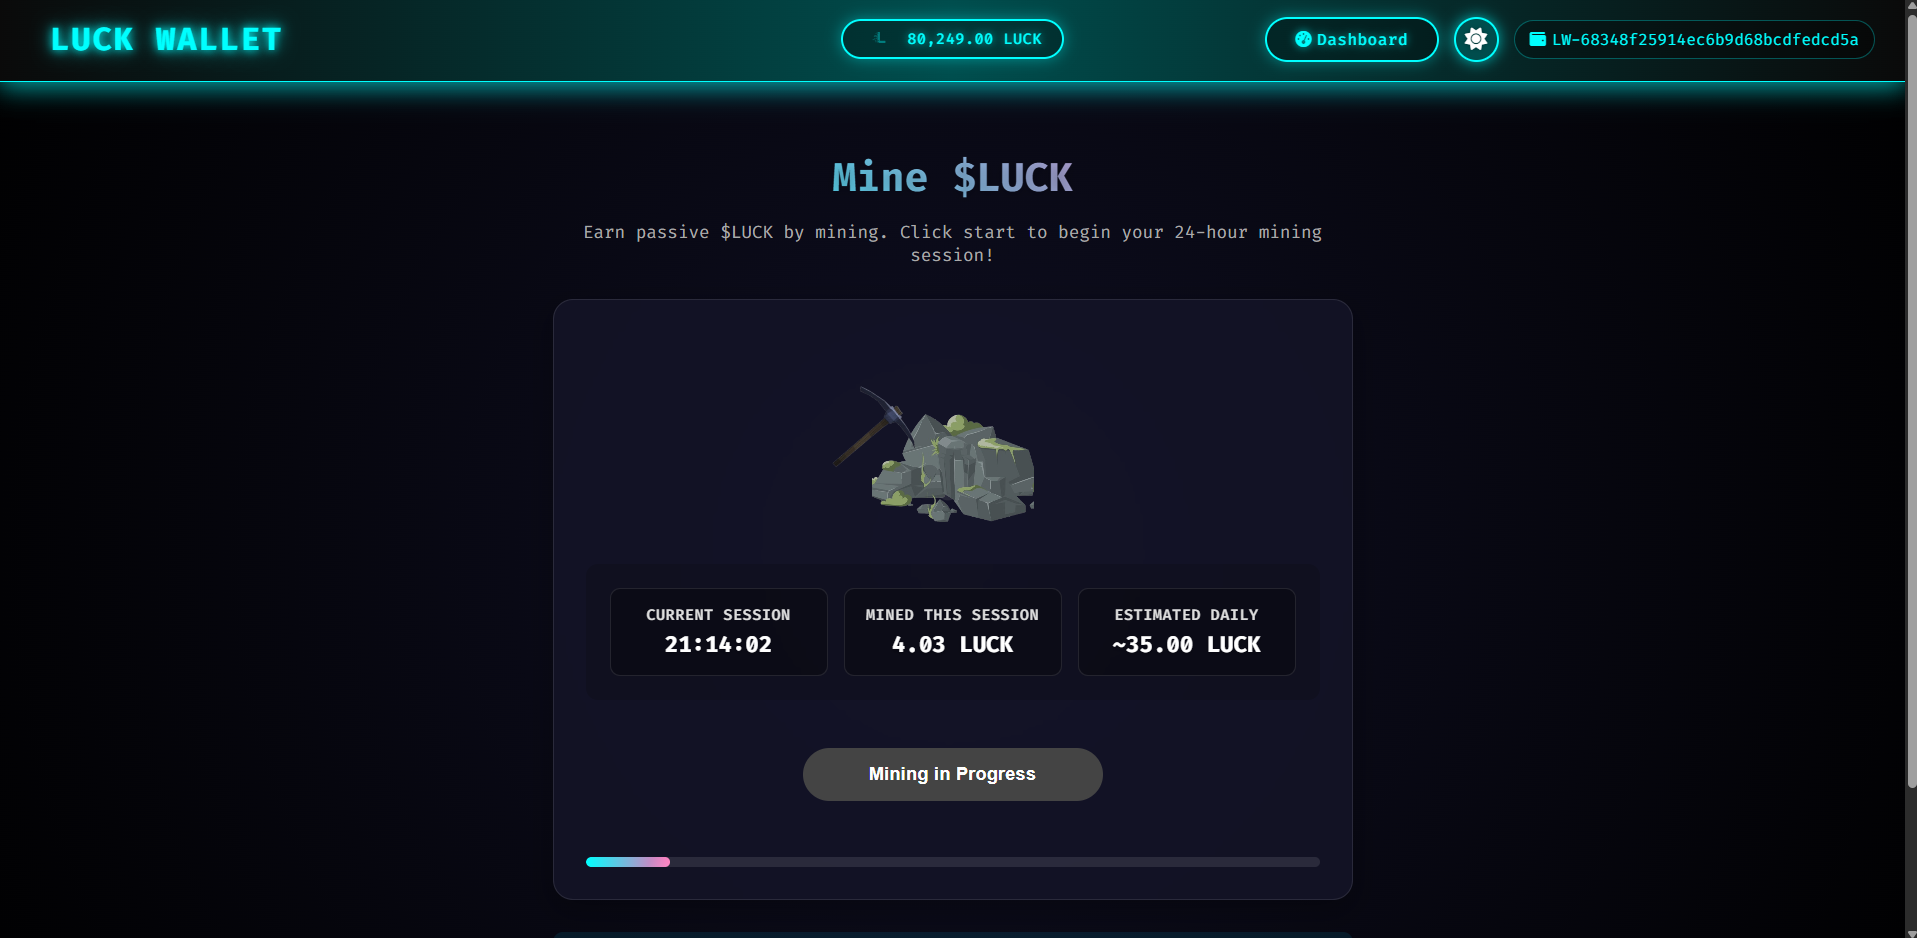 LUCK WALLET
80,249.00 LUCK
Dashboard
LW-68348f25914ec6b9d68bcdfedcd5a
Mine $LUCK
Earn passive $LUCK by mining. Click start to begin your 24-hour mining
session!
CURRENT SESSION
21:14:02
MINED THIS SESSION
4.03 LUCK
ESTIMATED DAILY
~35.00 LUCK
Mining in Progress